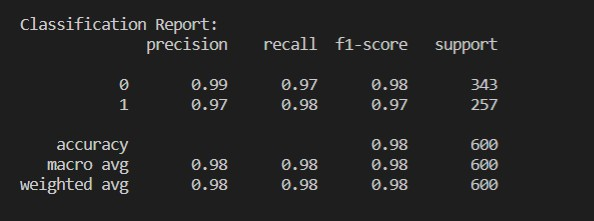 Classification Report:
precision recall f1-score support
0 0.99 0.97 0.98 343
1 0.97 0.98 0.97 257
accuracy 0.98 600
macro avg 0.98 0.98 0.98 600
weighted avg 0.98 0.98 0.98 600